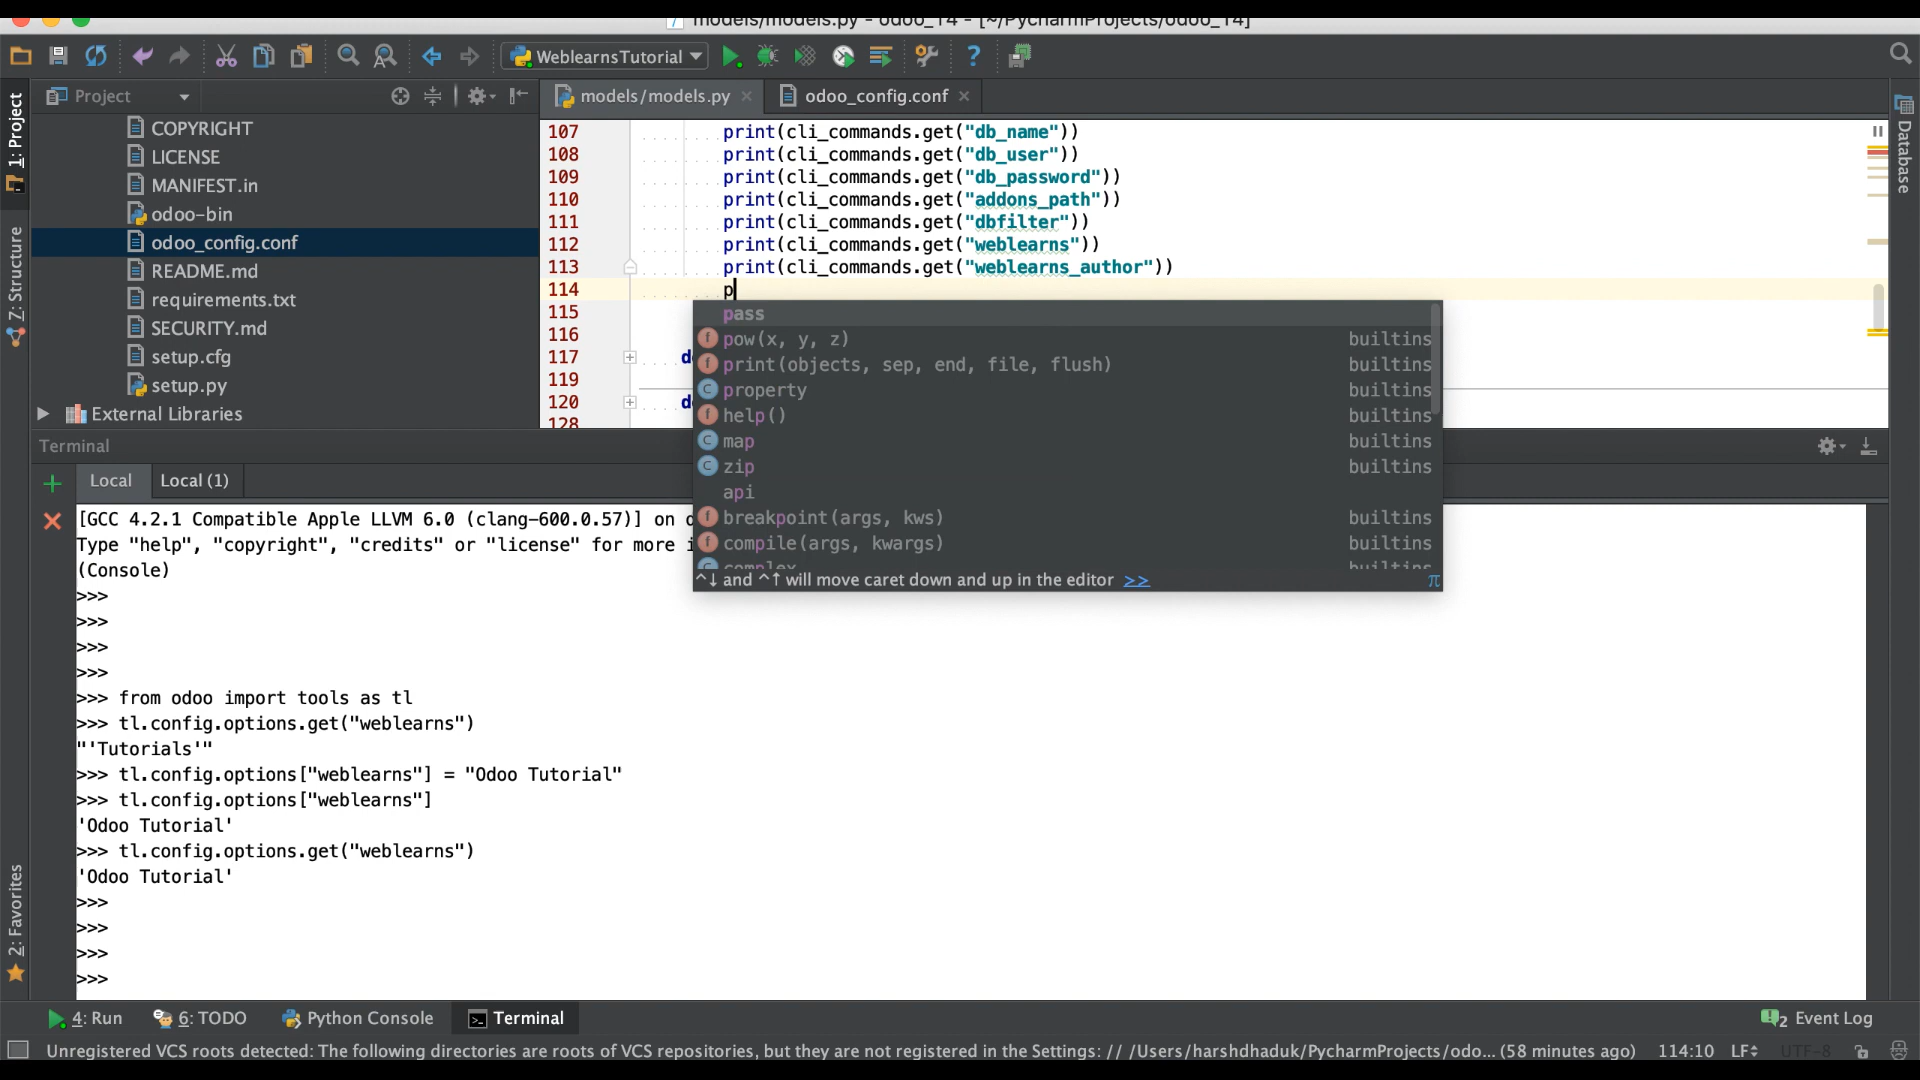 models/models.py - odoo_14 - [~/PycharmProjects/odoo_14]
WeblearnsTutorial
1: Project
Project
models/models.py
odoo_config.conf
Database
COPYRIGHT
LICENSE
MANIFEST.in
odoo-bin
odoo_config.conf
README.md
requirements.txt
SECURITY.md
setup.cfg
setup.py
External Libraries
7: Structure
107 print(cli_commands.get("db_name"))
108 print(cli_commands.get("db_user"))
109 print(cli_commands.get("db_password"))
110 print(cli_commands.get("addons_path"))
111 print(cli_commands.get("dbfilter"))
112 print(cli_commands.get("weblearns"))
113 print(cli_commands.get("weblearns_author"))
114 p
115
116
117 de
119
120 de
128
pass
pow(x, y, z) builtins
print(objects, sep, end, file, flush) builtins
property builtins
help() builtins
map builtins
zip builtins
api
breakpoint(args, kws) builtins
compile(args, kwargs) builtins
complex builtins
^↓ and ^↑ will move caret down and up in the editor >> π
Terminal
Local
Local (1)
[GCC 4.2.1 Compatible Apple LLVM 6.0 (clang-600.0.57)] on d
Type "help", "copyright", "credits" or "license" for more i
(Console)
>>>
>>>
>>>
>>>
>>> from odoo import tools as tl
>>> tl.config.options.get("weblearns")
"'Tutorials'"
>>> tl.config.options["weblearns"] = "Odoo Tutorial"
>>> tl.config.options["weblearns"]
'Odoo Tutorial'
>>> tl.config.options.get("weblearns")
'Odoo Tutorial'
>>>
>>>
>>>
>>>
2: Favorites
4: Run
6: TODO
Python Console
Terminal
2 Event Log
Unregistered VCS roots detected: The following directories are roots of VCS repositories, but they are not registered in the Settings: // /Users/harshdhaduk/PycharmProjects/odo... (58 minutes ago)
114:10
LF
UTF-8